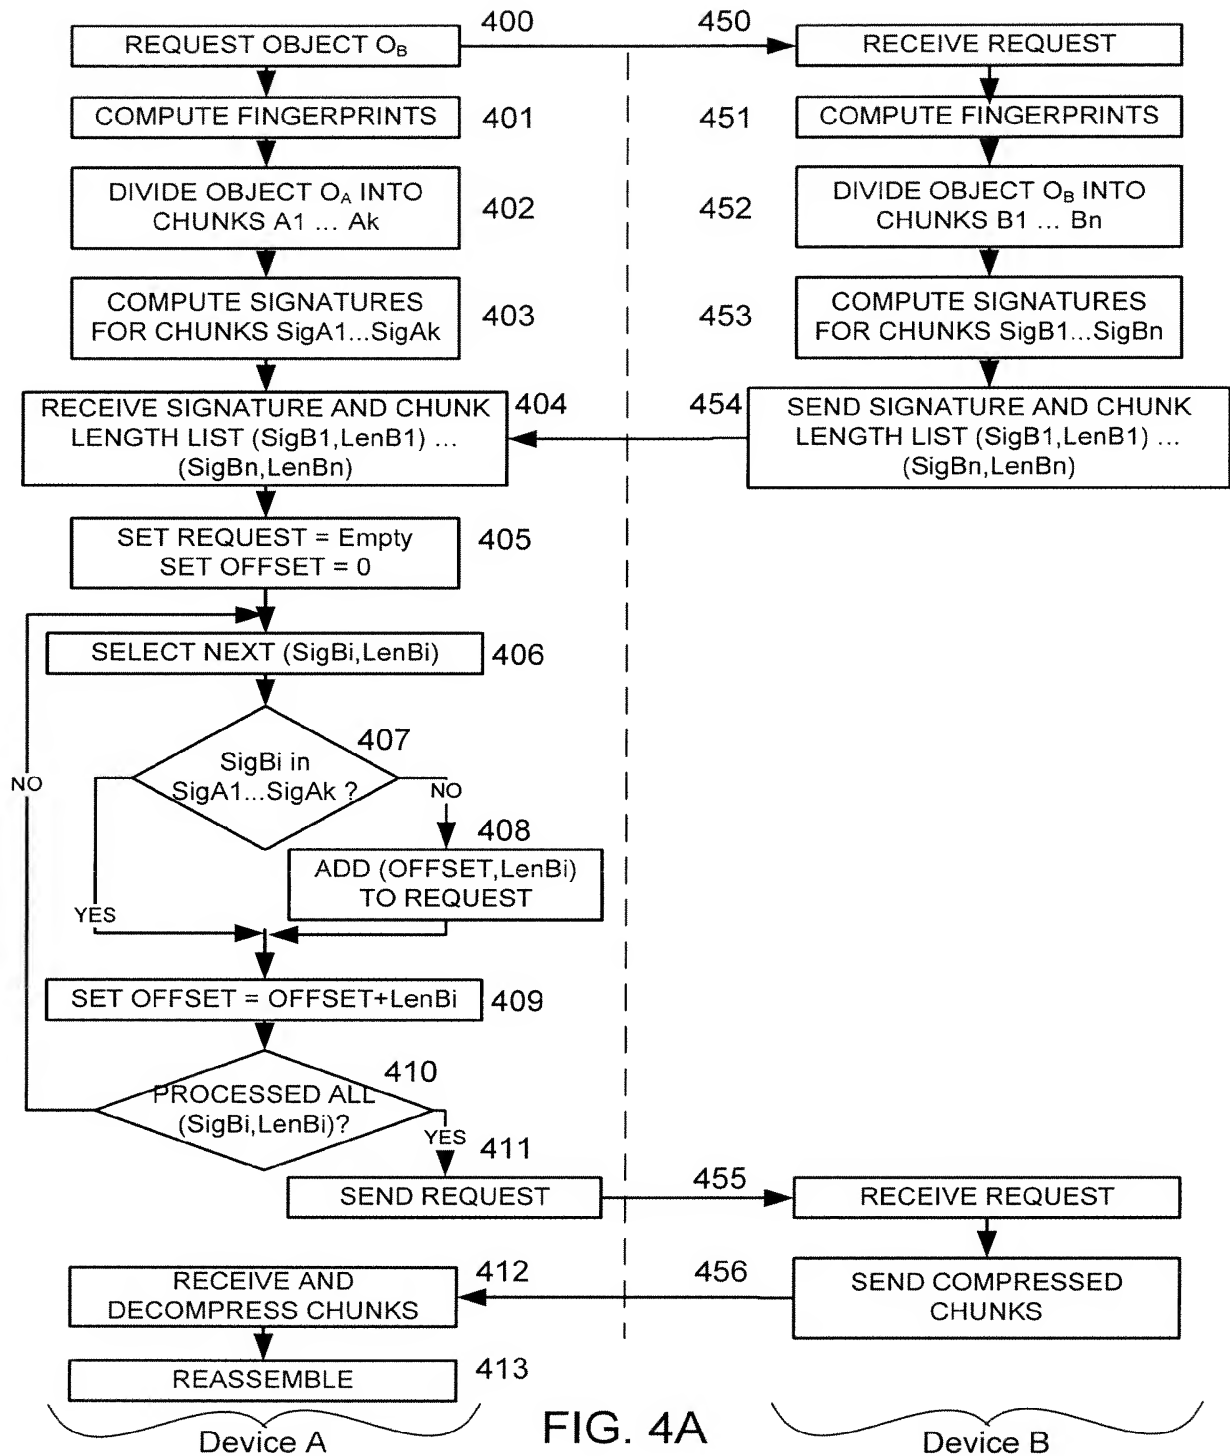 400
450
REQUEST OBJECT OB
RECEIVE REQUEST
COMPUTE FINGERPRINTS
401
451
COMPUTE FINGERPRINTS
DIVIDE OBJECT OA INTO
CHUNKS A1 ... Ak
402
452
DIVIDE OBJECT OB INTO
CHUNKS B1 ... Bn
COMPUTE SIGNATURES
FOR CHUNKS SigA1...SigAk
403
453
COMPUTE SIGNATURES
FOR CHUNKS SigB1...SigBn
RECEIVE SIGNATURE AND CHUNK
LENGTH LIST (SigB1,LenB1) ...
(SigBn,LenBn)
404
454
SEND SIGNATURE AND CHUNK
LENGTH LIST (SigB1,LenB1) ...
(SigBn,LenBn)
SET REQUEST = Empty
SET OFFSET = 0
405
SELECT NEXT (SigBi,LenBi)
406
407
SigBi in
SigA1...SigAk ?
NO
NO
408
ADD (OFFSET,LenBi)
TO REQUEST
YES
SET OFFSET = OFFSET+LenBi
409
410
PROCESSED ALL
(SigBi,LenBi)?
YES
411
SEND REQUEST
455
RECEIVE REQUEST
RECEIVE AND
DECOMPRESS CHUNKS
412
456
SEND COMPRESSED
CHUNKS
REASSEMBLE
413
Device A
FIG. 4A
Device B